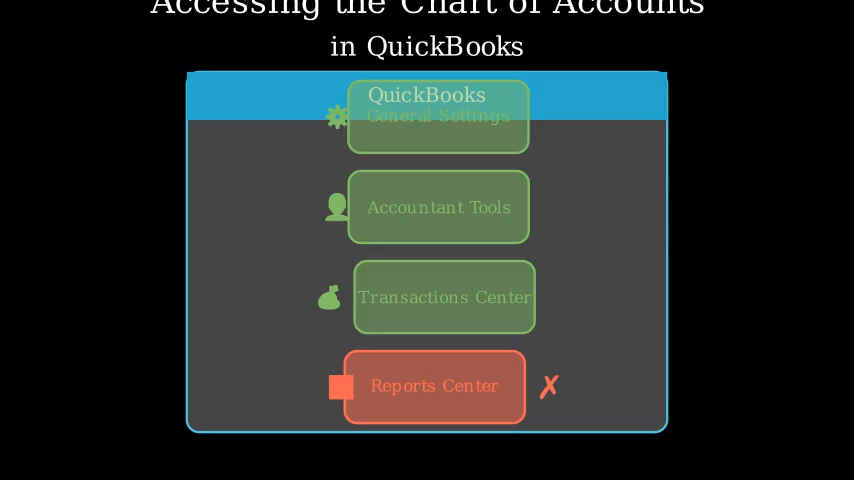 Accessing the Chart of Accounts
in QuickBooks
QuickBooks
General Settings
Accountant Tools
Transactions Center
Reports Center